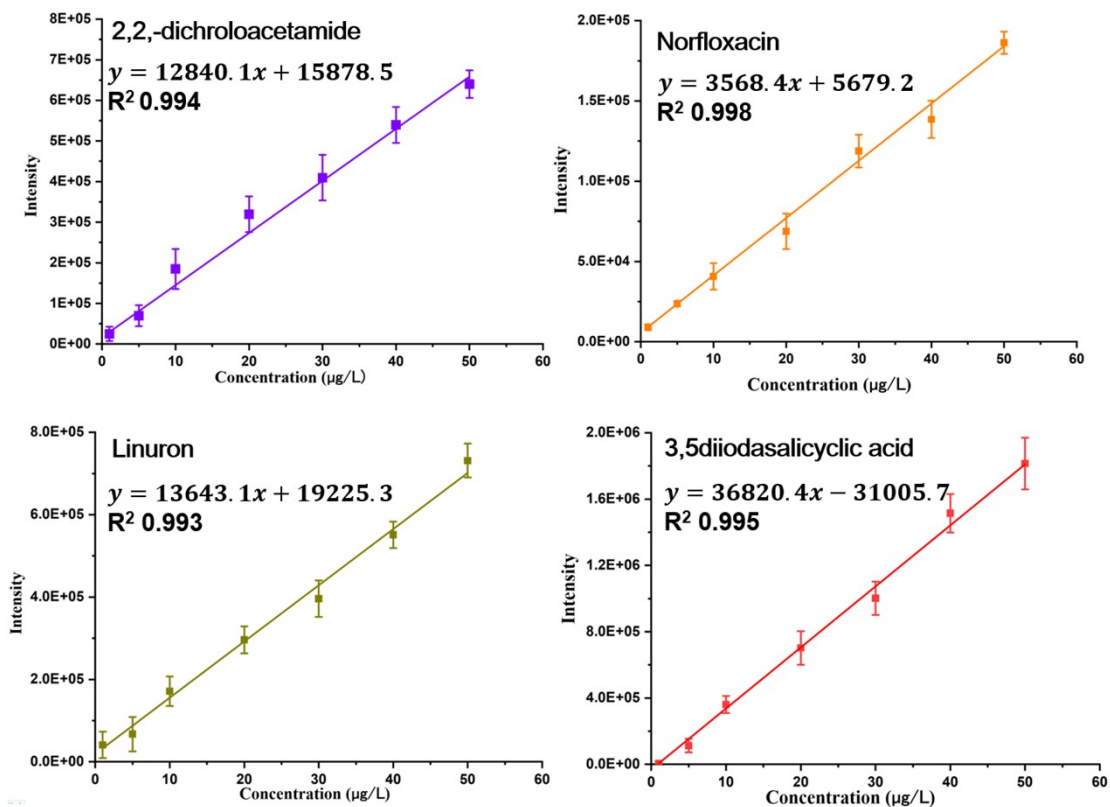 2,2,-dichroloacetamide
y = 12840.1x + 15878.5
R² 0.994
8E+05
7E+05
6E+05
5E+05
4E+05
3E+05
2E+05
1E+05
0E+00
Intensity
0 10 20 30 40 50 60
Concentration (µg/L)
Norfloxacin
y = 3568.4x + 5679.2
R² 0.998
2.0E+05
1.5E+05
1.0E+05
5.0E+04
0.0E+00
Intensity
0 10 20 30 40 50 60
Concentration (µg/L)
Linuron
y = 13643.1x + 19225.3
R² 0.993
8.0E+05
6.0E+05
4.0E+05
2.0E+05
0.0E+00
Intensity
0 10 20 30 40 50 60
Concentration (µg/L)
3,5diiodasalicyclic acid
y = 36820.4x − 31005.7
R² 0.995
2.0E+06
1.6E+06
1.2E+06
8.0E+05
4.0E+05
0.0E+00
Intensity
0 10 20 30 40 50 60
Concentration (µg/L)